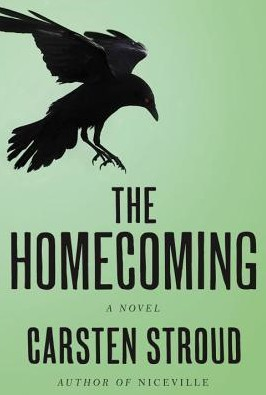 THE
HOMECOMING
A NOVEL
CARSTEN STROUD
AUTHOR OF NICEVILLE